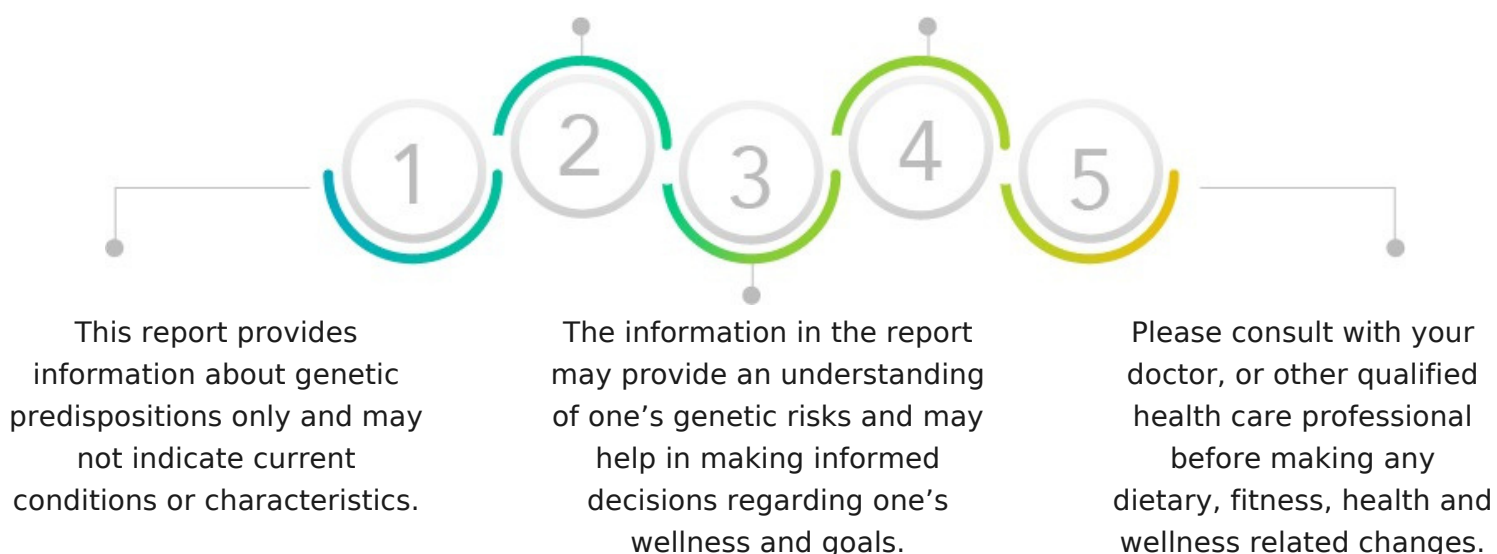 1
2
3
4
5
This report provides
information about genetic
predispositions only and may
not indicate current
conditions or characteristics.
The information in the report
may provide an understanding
of one’s genetic risks and may
help in making informed
decisions regarding one’s
wellness and goals.
Please consult with your
doctor, or other qualified
health care professional
before making any
dietary, fitness, health and
wellness related changes.